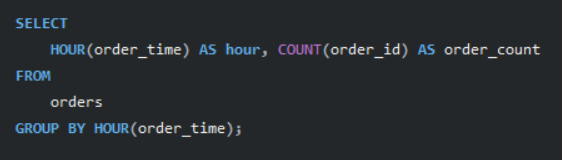 SELECT
    HOUR(order_time) AS hour, COUNT(order_id) AS order_count
FROM
    orders
GROUP BY HOUR(order_time);